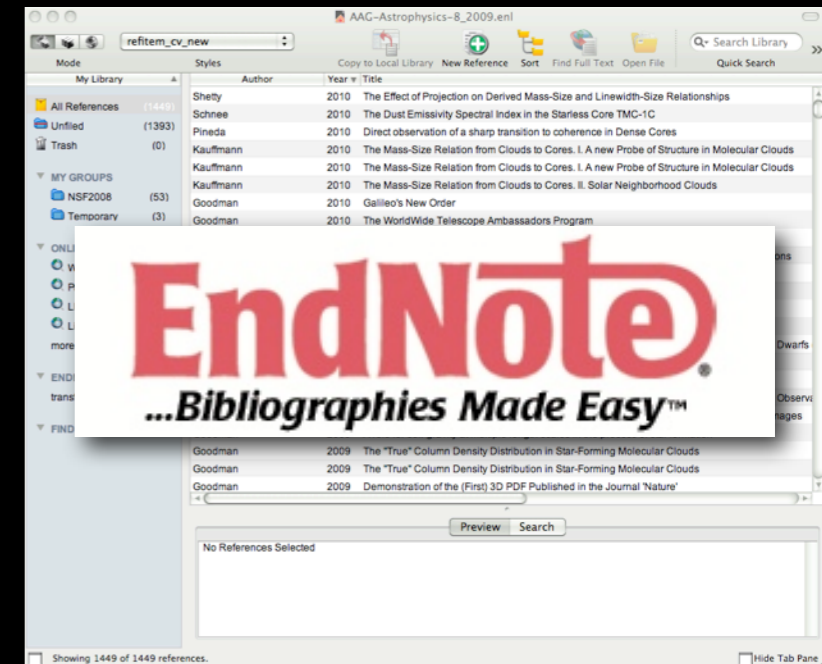 AAG-Astrophysics-8_2009.enl
refitem_cv_new
Search Library
Mode Styles Copy to Local Library New Reference Sort Find Full Text Open File Quick Search
My Library Author Year Title
All References (1449)
Unfiled (1393)
Trash (0)
MY GROUPS
NSF2008 (53)
Temporary (3)
Shetty 2010 The Effect of Projection on Derived Mass-Size and Linewidth-Size Relationships
Schnee 2010 The Dust Emissivity Spectral Index in the Starless Core TMC-1C
Pineda 2010 Direct observation of a sharp transition to coherence in Dense Cores
Kauffmann 2010 The Mass-Size Relation from Clouds to Cores. I. A new Probe of Structure in Molecular Clouds
Kauffmann 2010 The Mass-Size Relation from Clouds to Cores. I. A new Probe of Structure in Molecular Clouds
Kauffmann 2010 The Mass-Size Relation from Clouds to Cores. II. Solar Neighborhood Clouds
Goodman 2010 Galileo's New Order
Goodman 2010 The WorldWide Telescope Ambassadors Program
more
Dwarfs
EndNote®
...Bibliographies Made Easy™
Goodman 2009 The "True" Column Density Distribution in Star-Forming Molecular Clouds
Goodman 2009 The "True" Column Density Distribution in Star-Forming Molecular Clouds
Goodman 2009 Demonstration of the (First) 3D PDF Published in the Journal 'Nature'
Preview Search
No References Selected
Showing 1449 of 1449 references.
Hide Tab Pane